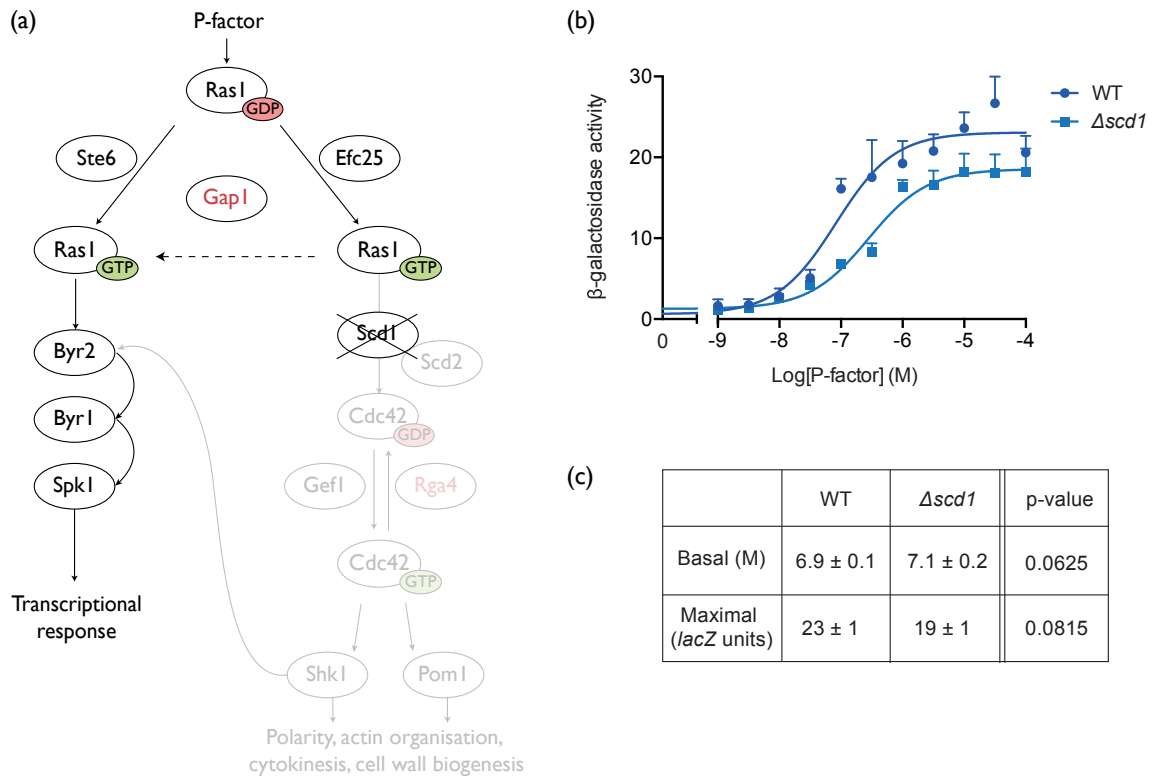 (a)
P-factor
Ras1
GDP
Ste6
Efc25
Gap1
Ras1
GTP
Ras1
GTP
Scd1
Scd2
Byr2
Cdc42
GDP
Byr1
Gef1
Rga4
Spk1
Cdc42
GTP
Transcriptional
response
Shk1
Pom1
Polarity, actin organisation,
cytokinesis, cell wall biogenesis
(b)
30
20
10
0
β-galactosidase activity
0 -9 -8 -7 -6 -5 -4
Log[P-factor] (M)
WT
Δscd1
(c)
WT Δscd1 p-value
Basal (M) 6.9 ± 0.1 7.1 ± 0.2 0.0625
Maximal
(lacZ units) 23 ± 1 19 ± 1 0.0815